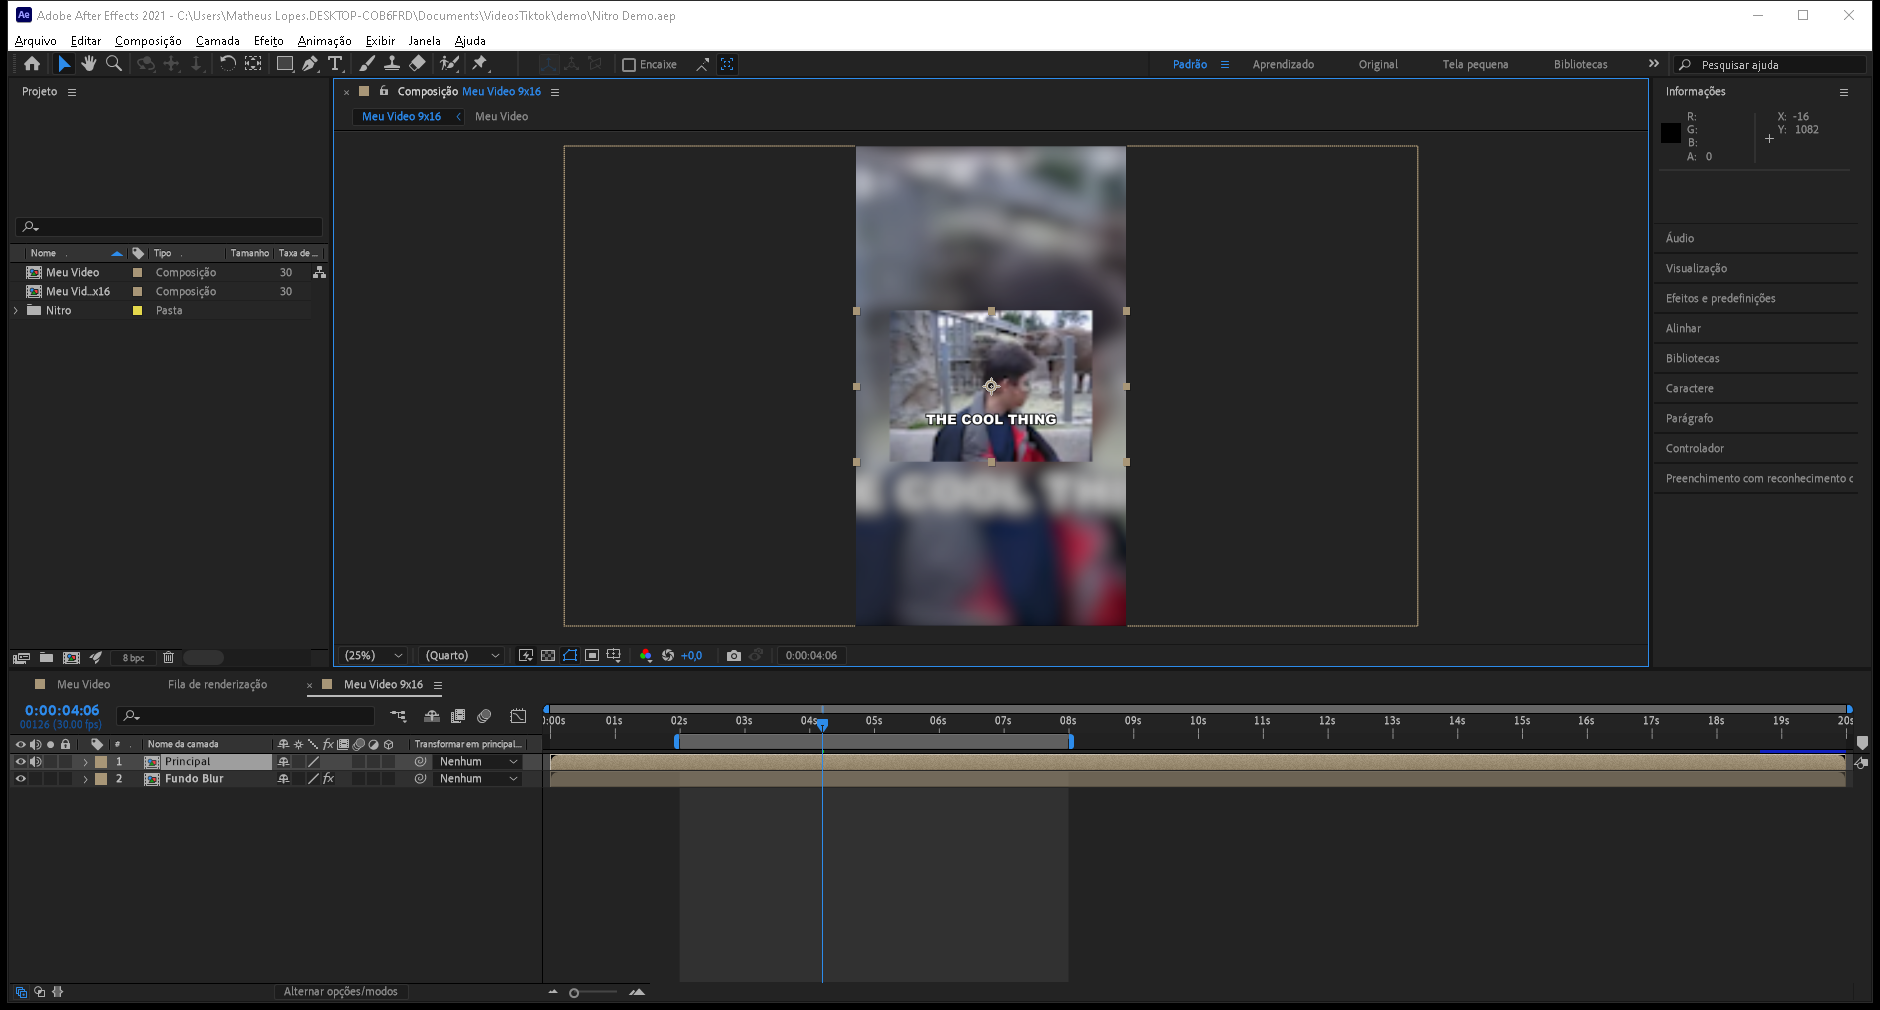 Adobe After Effects 2021 - C:\Users\Matheus Lopes.DESKTOP-COB6FRD\Documents\VideosTiktok\demo\Nitro Demo.aep
Arquivo Editar Composição Camada Efeito Animação Exibir Janela Ajuda
Encaixe Padrão Aprendizado Original Tela pequena Bibliotecas Pesquisar ajuda
Projeto
Composição Meu Video 9x16
Meu Video 9x16 Meu Video
Informações
R:
G:
B:
A: 0
X: -16
Y: 1082
Nome Tipo Tamanho Taxa de ...
Meu Video Composição 30
Meu Vid...x16 Composição 30
Nitro Pasta
THE COOL THING
E COOL THI
Áudio
Visualização
Efeitos e predefinições
Alinhar
Bibliotecas
Caractere
Parágrafo
Controlador
Preenchimento com reconhecimento c
8 bpc
(25%) (Quarto) +0,0 0:00:04:06
Meu Video Fila de renderização Meu Video 9x16
0:00:04:06
00126 (30.00 fps)
):00s 01s 02s 03s 04s 05s 06s 07s 08s 09s 10s 11s 12s 13s 14s 15s 16s 17s 18s 19s 20s
# Nome da camada fx Transformar em principal...
1 Principal Nenhum
2 Fundo Blur fx Nenhum
Alternar opções/modos